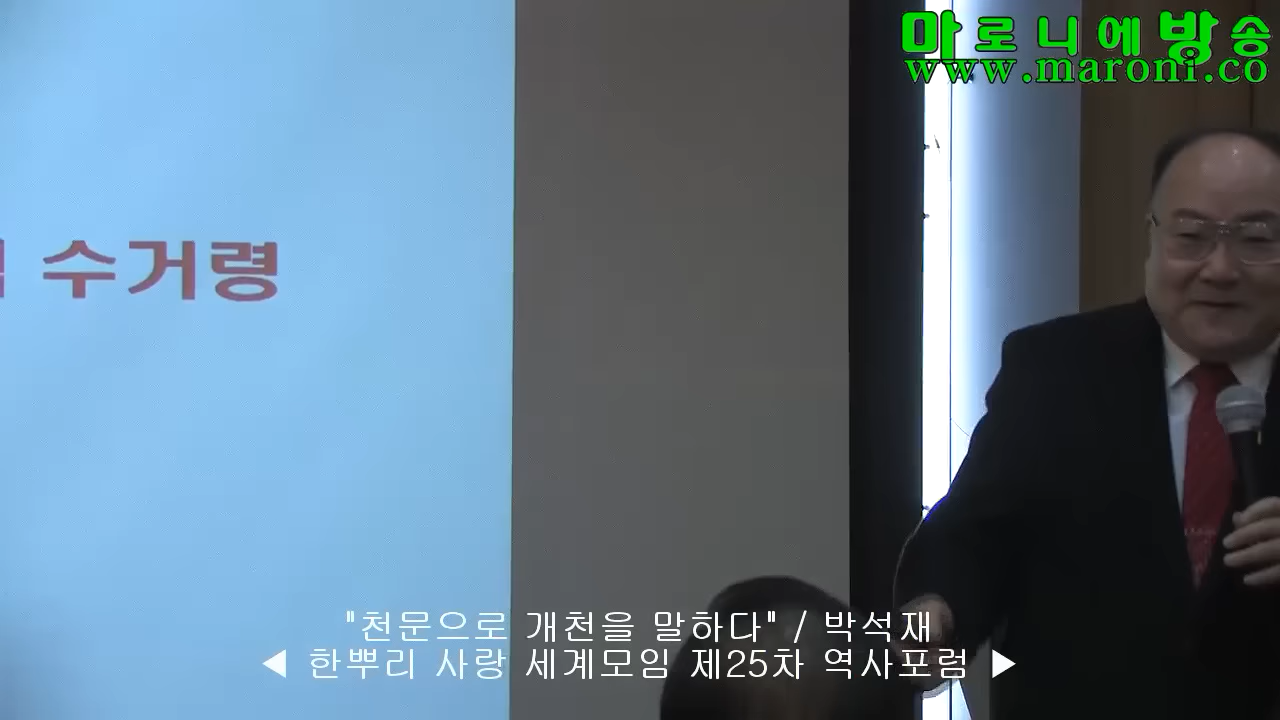 마로니에방송
www.maroni.co
수거령
"천문으로 개천을 말하다" / 박석재
◀ 한뿌리 사랑 세계모임 제25차 역사포럼 ▶